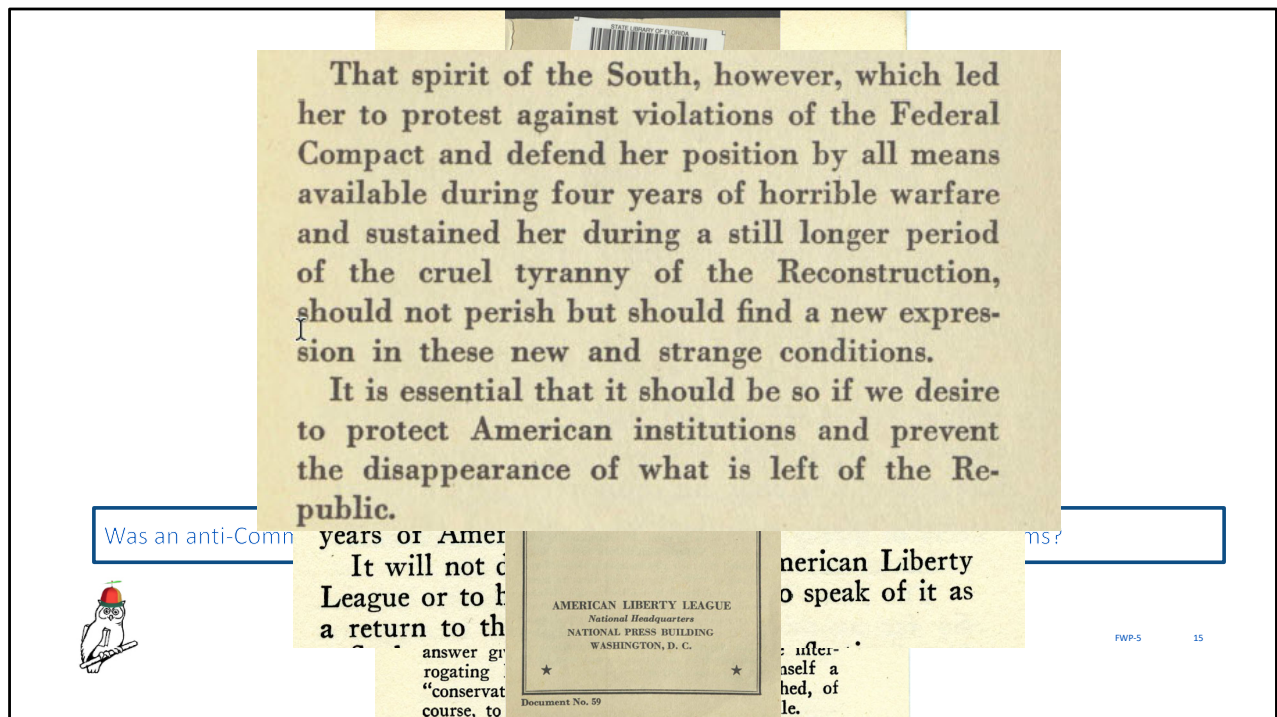 STATE LIBRARY OF FLORIDA
That spirit of the South, however, which led
her to protest against violations of the Federal
Compact and defend her position by all means
available during four years of horrible warfare
and sustained her during a still longer period
of the cruel tyranny of the Reconstruction,
should not perish but should find a new expres-
sion in these new and strange conditions.
It is essential that it should be so if we desire
to protect American institutions and prevent
the disappearance of what is left of the Re-
public.
Was an anti-Comm
ms?
years of Amer
It will not
merican Liberty
League or to
speak of it as
a return to th
AMERICAN LIBERTY LEAGUE
National Headquarters
NATIONAL PRESS BUILDING
WASHINGTON, D. C.
answer
rogating
mself a
"conservat
hed, of
course, to
le.
Document No. 59
FWP-5
15